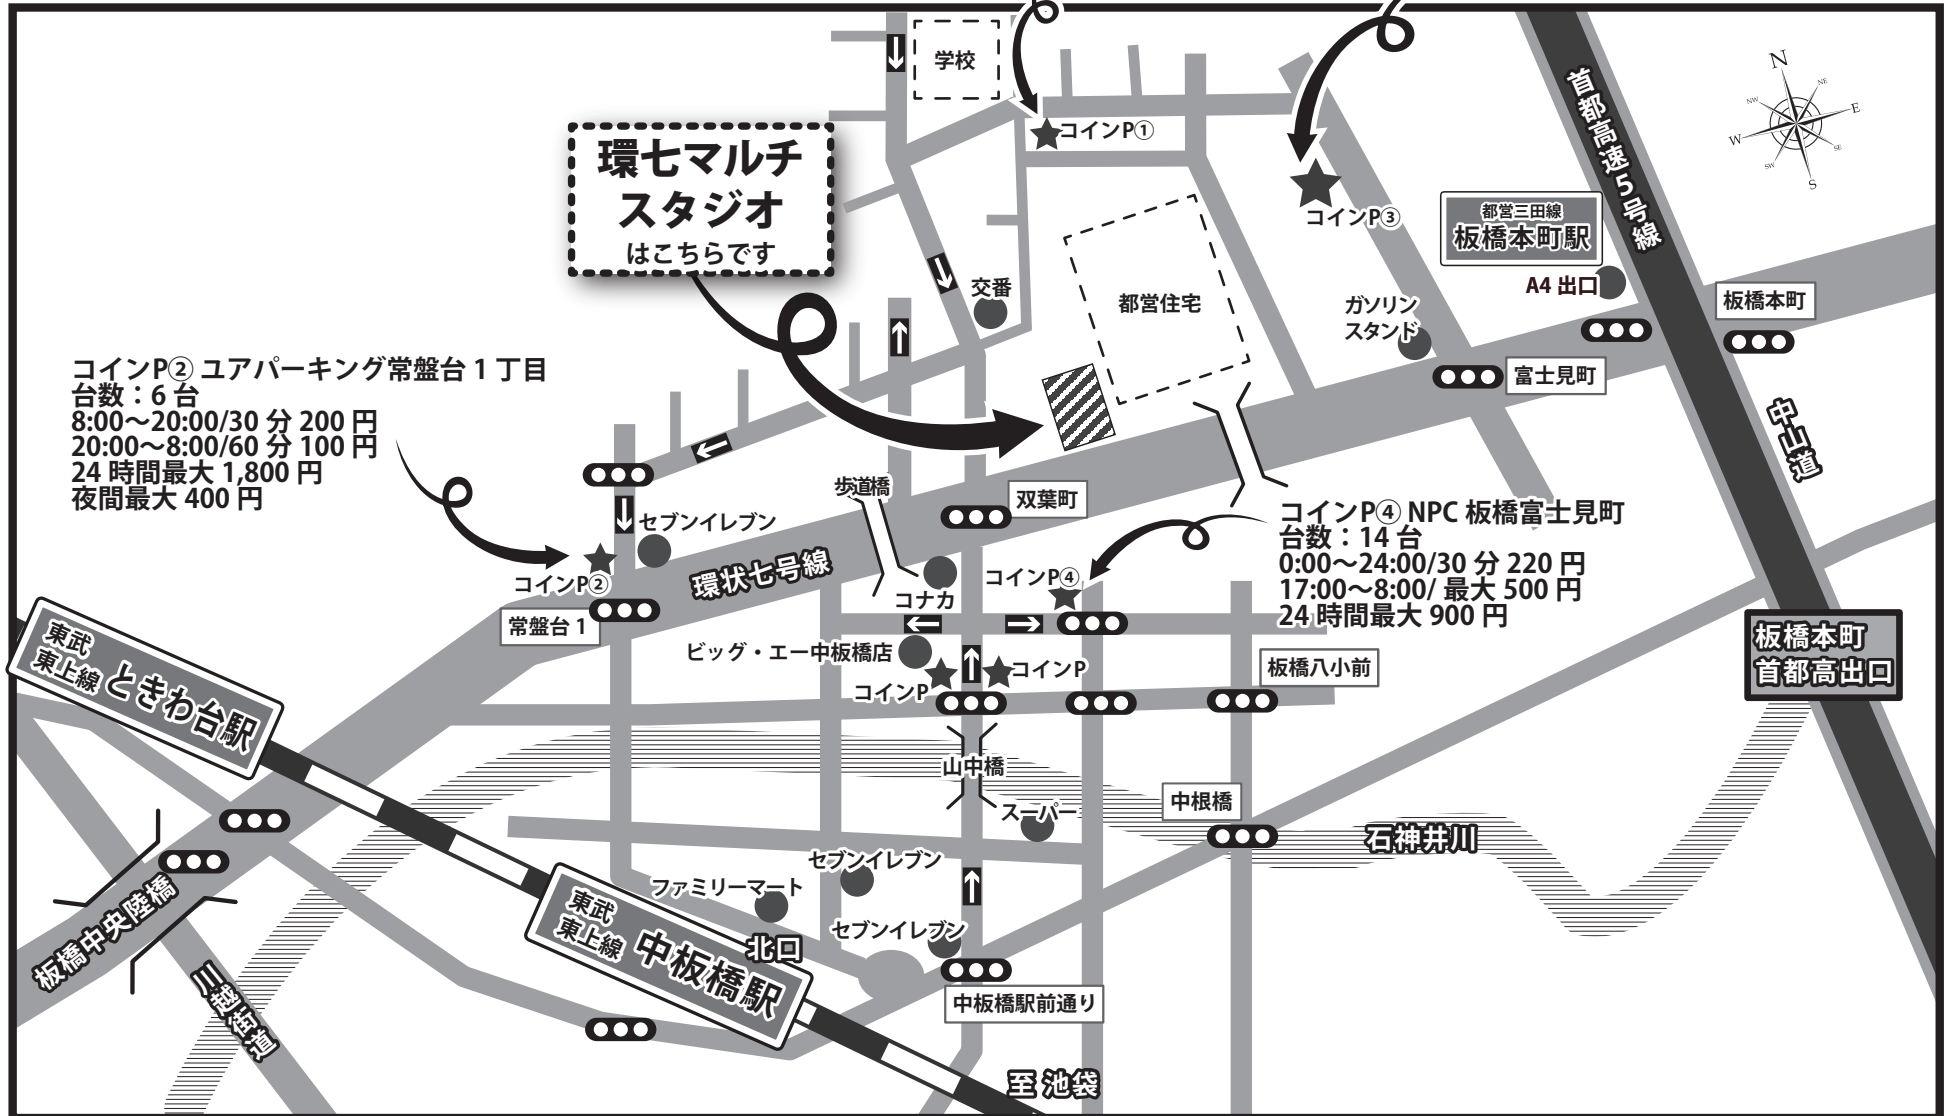 学校
コインP①
コインP③
環七マルチ
スタジオ
はこちらです
首都高速5号線
N
NE
E
SE
S
SW
W
NW
都営三田線
板橋本町駅
A4 出口
板橋本町
交番
都営住宅
ガソリン
スタンド
富士見町
中山道
コインP② ユアパーキング常盤台 1 丁目
台数:6 台
8:00〜20:00/30 分 200 円
20:00〜8:00/60 分 100 円
24 時間最大 1,800 円
夜間最大 400 円
歩道橋
双葉町
セブンイレブン
コインP②
環状七号線
常盤台 1
コナカ
コインP④
コインP④ NPC 板橋富士見町
台数:14 台
0:00〜24:00/30 分 220 円
17:00〜8:00/ 最大 500 円
24 時間最大 900 円
ビッグ・エー中板橋店
コインP
コインP
板橋八小前
板橋本町
首都高出口
東武
東上線
ときわ台駅
山中橋
スーパー
中根橋
石神井川
セブンイレブン
ファミリーマート
セブンイレブン
北口
東武
東上線
中板橋駅
中板橋駅前通り
板橋中央陸橋
川越街道
至 池袋